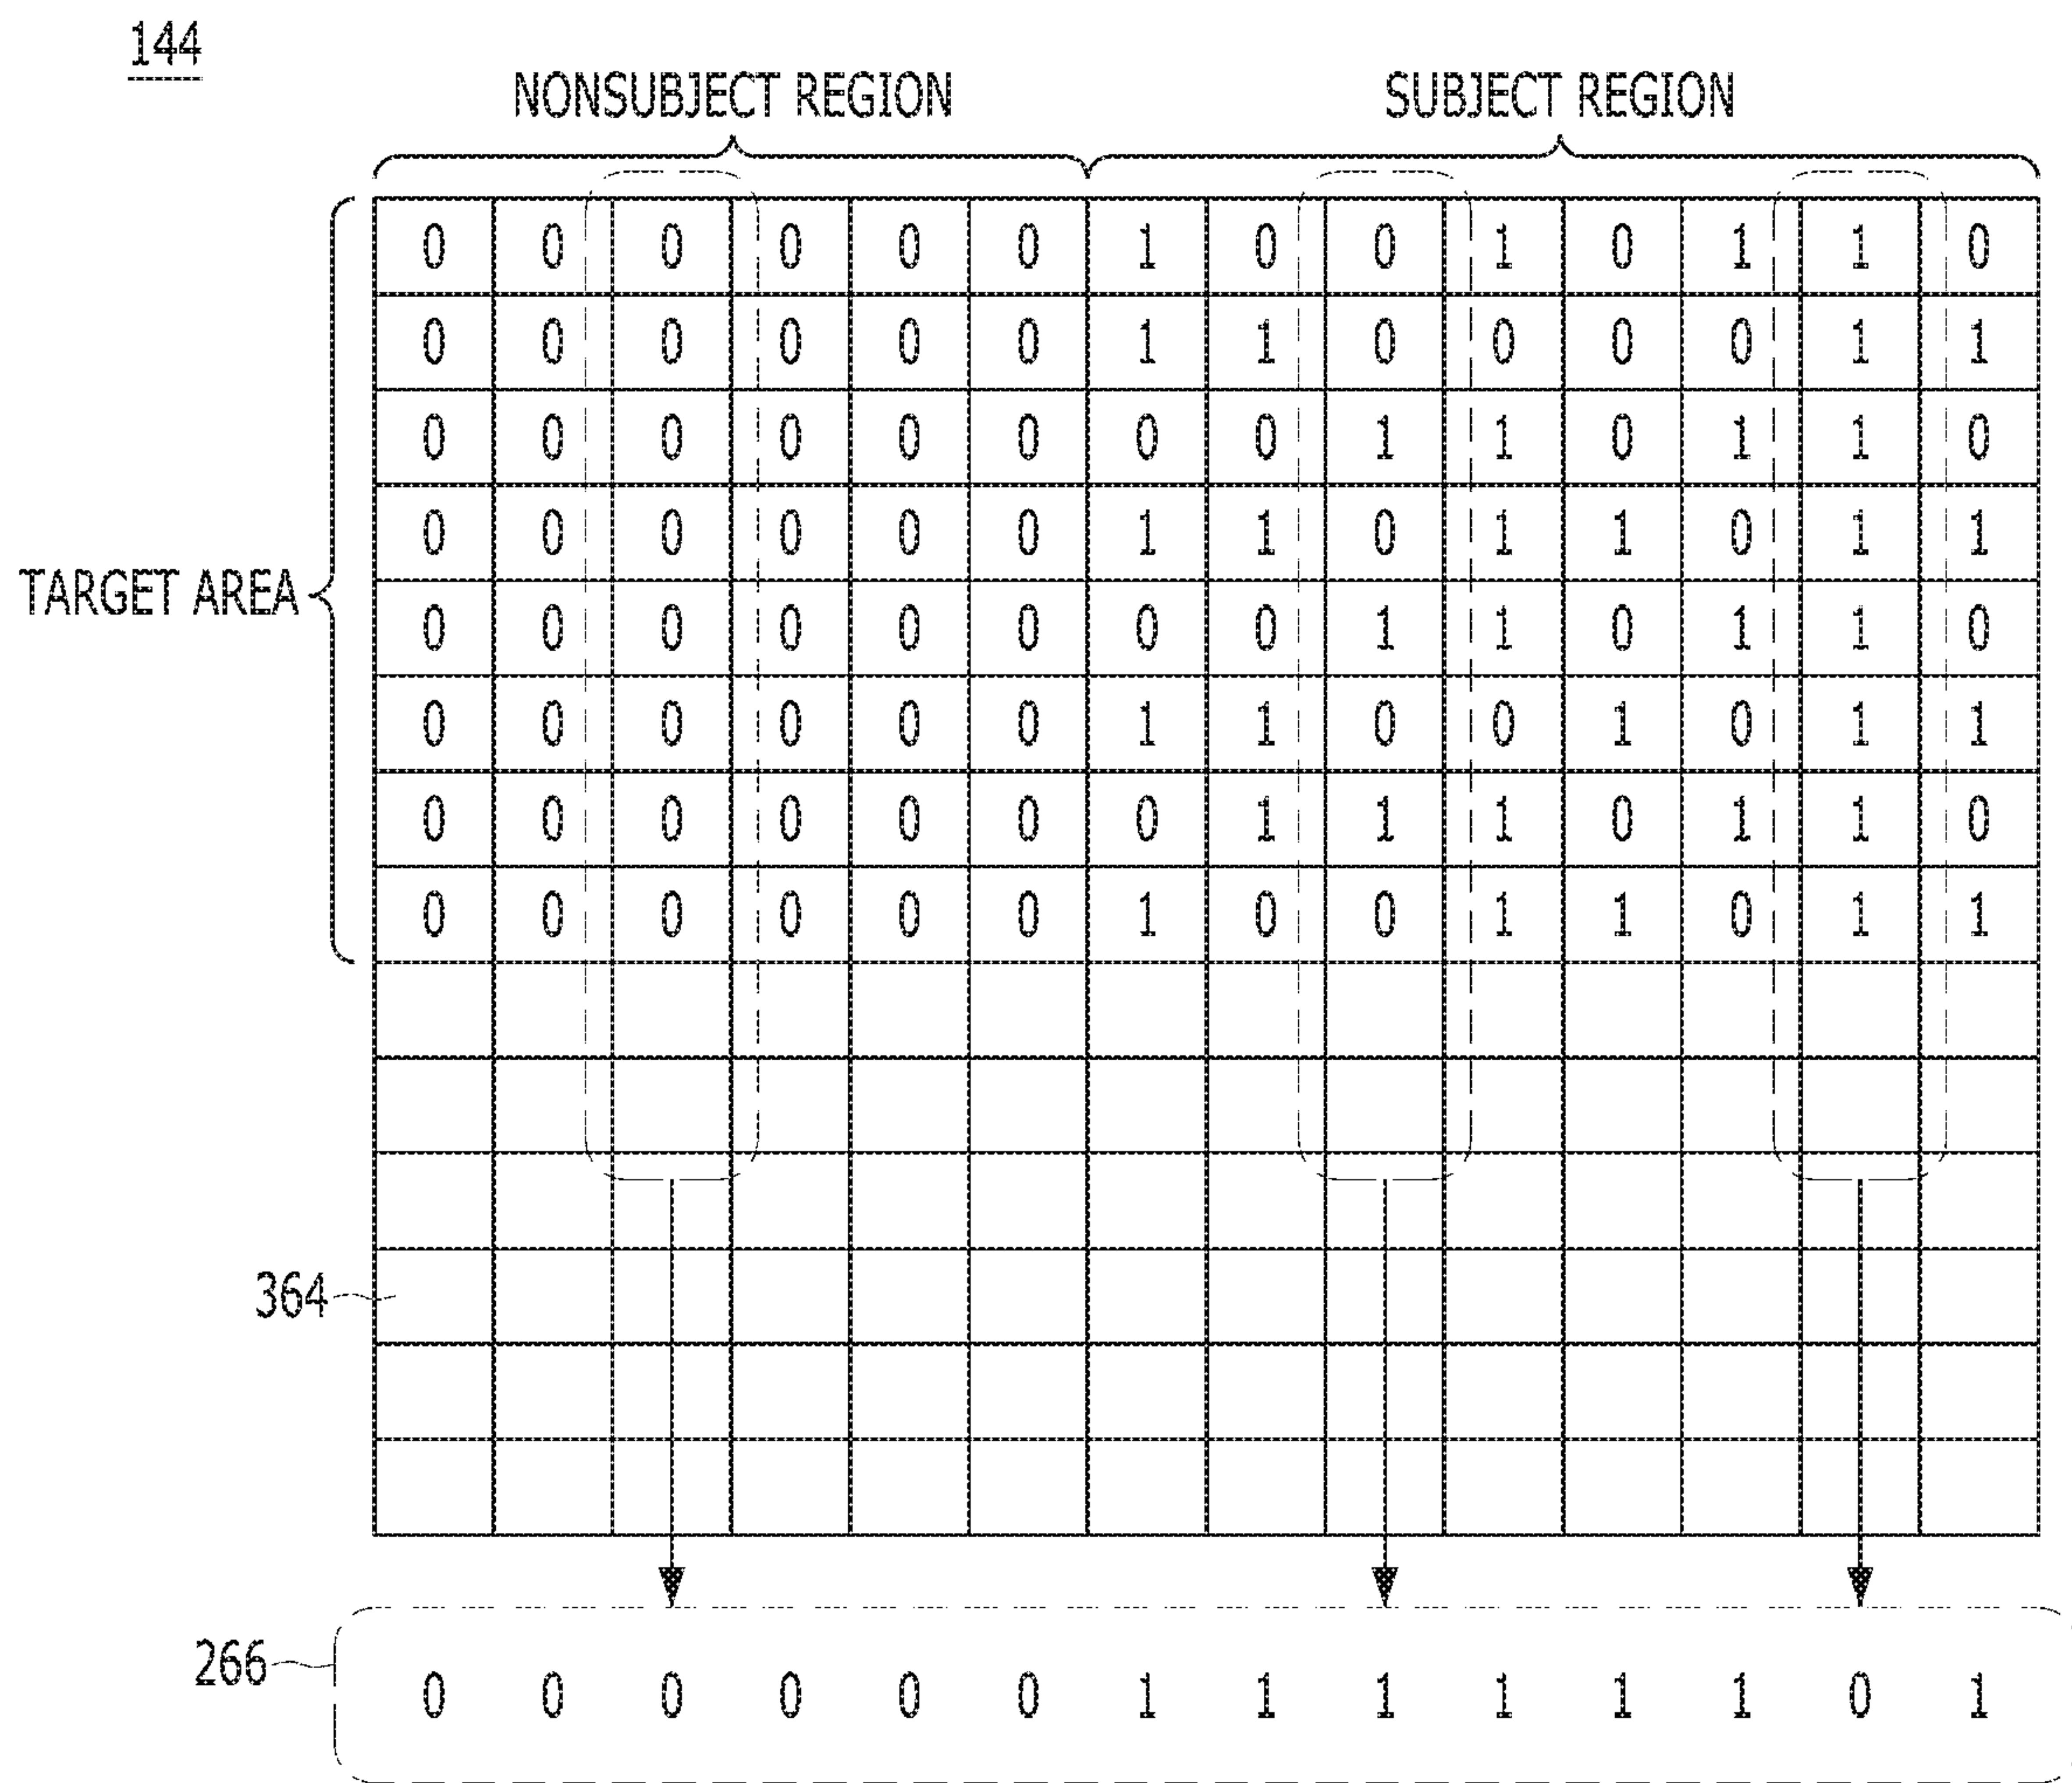 144
NONSUBJECT REGION SUBJECT REGION
0 0 0 0 0 0 1 0 0 1 0 1 1 0
0 0 0 0 0 0 1 1 0 0 0 0 1 1
0 0 0 0 0 0 0 0 1 1 0 1 1 0
0 0 0 0 0 0 1 1 0 1 1 0 1 1
TARGET AREA
0 0 0 0 0 0 0 0 1 1 0 1 1 0
0 0 0 0 0 0 1 1 0 0 1 0 1 1
0 0 0 0 0 0 0 1 1 1 0 1 1 0
0 0 0 0 0 0 1 0 0 1 1 0 1 1
364
266
0 0 0 0 0 0 1 1 1 1 1 1 0 1